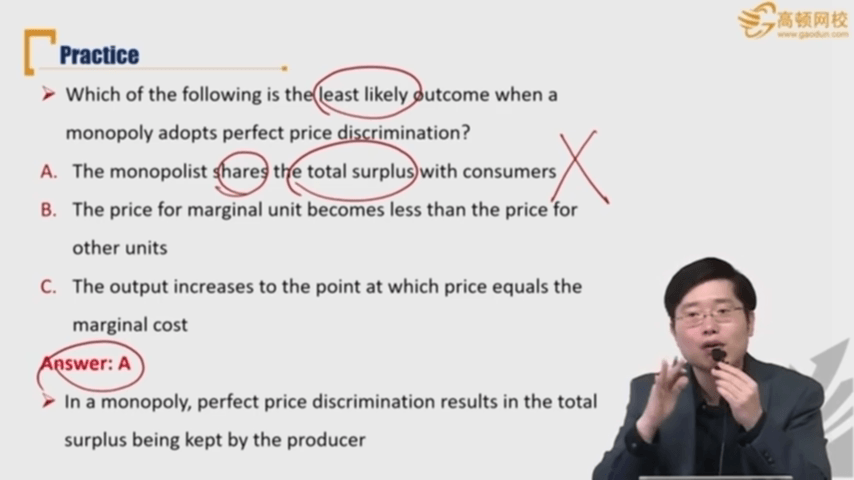 高顿网校
www.gaodun.com
Practice
Which of the following is the least likely outcome when a
monopoly adopts perfect price discrimination?
A. The monopolist shares the total surplus with consumers
B. The price for marginal unit becomes less than the price for
other units
C. The output increases to the point at which price equals the
marginal cost
Answer: A
In a monopoly, perfect price discrimination results in the total
surplus being kept by the producer